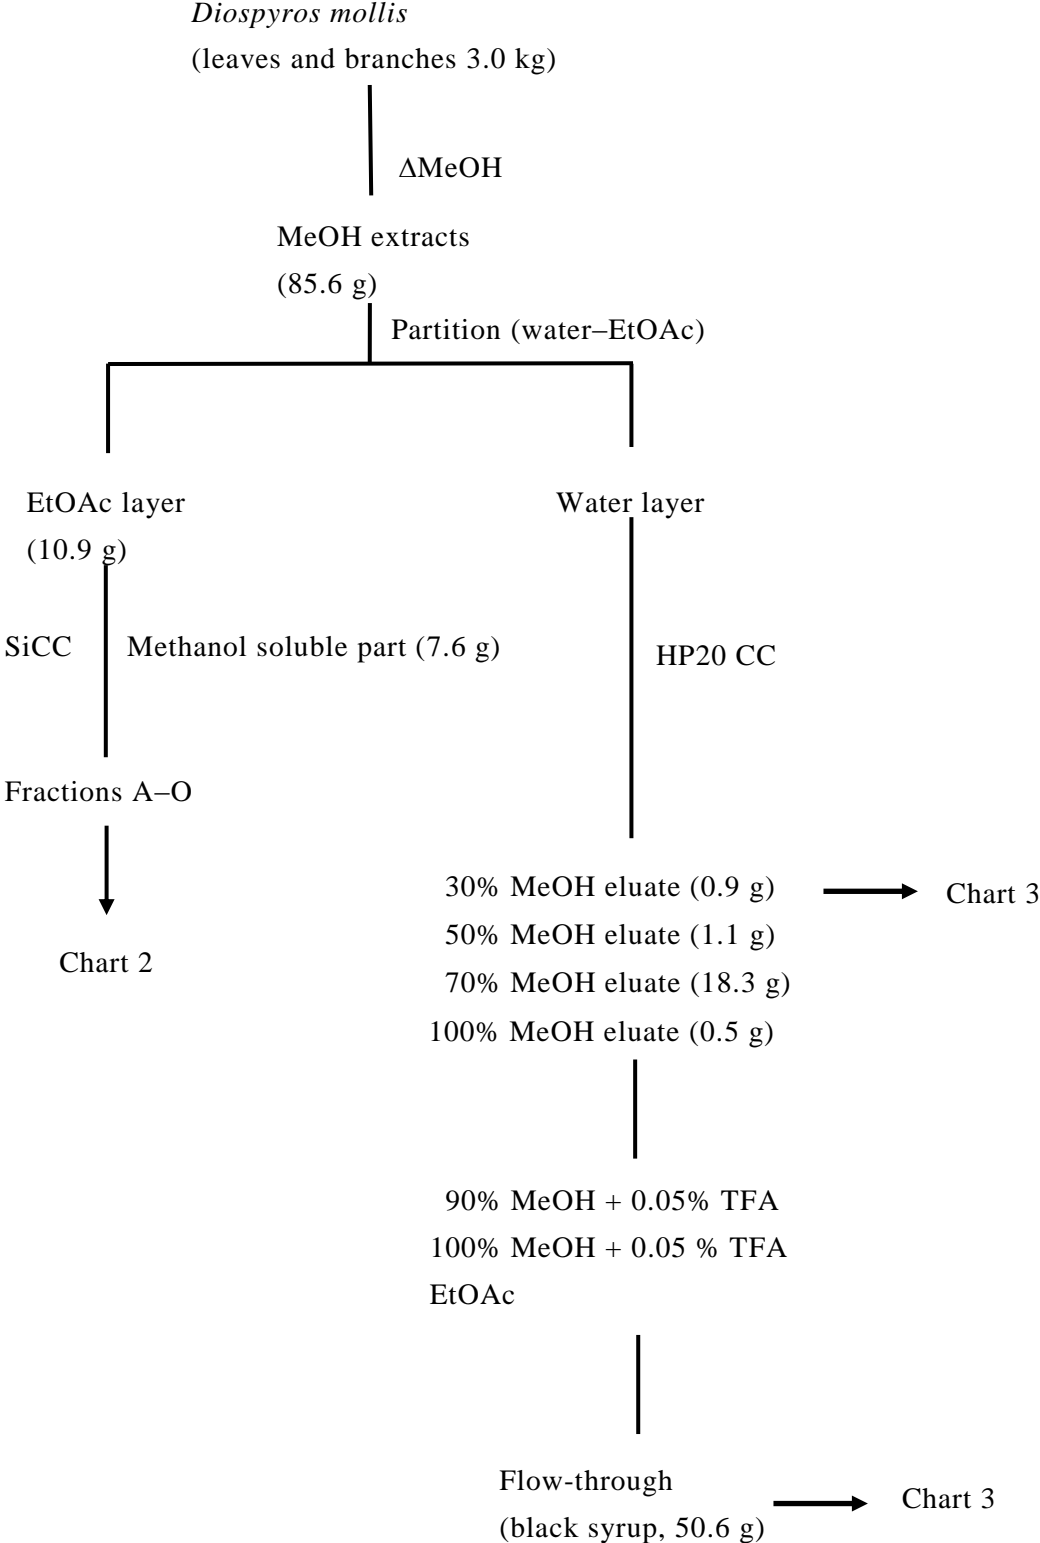 Diospyros mollis
(leaves and branches 3.0 kg)
ΔMeOH
MeOH extracts
(85.6 g)
Partition (water–EtOAc)
EtOAc layer
(10.9 g)
Water layer
SiCC
Methanol soluble part (7.6 g)
HP20 CC
Fractions A–O
Chart 2
30% MeOH eluate (0.9 g)
Chart 3
50% MeOH eluate (1.1 g)
70% MeOH eluate (18.3 g)
100% MeOH eluate (0.5 g)
90% MeOH + 0.05% TFA
100% MeOH + 0.05 % TFA
EtOAc
Flow-through
(black syrup, 50.6 g)
Chart 3